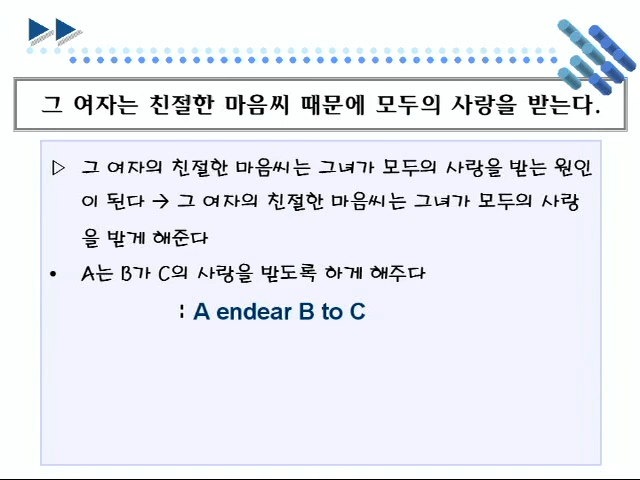 그 여자는 친절한 마음씨 때문에 모두의 사랑을 받는다.
▷ 그 여자의 친절한 마음씨는 그녀가 모두의 사랑을 받는 원인
이 된다 → 그 여자의 친절한 마음씨는 그녀가 모두의 사랑
을 받게 해준다
• A는 B가 C의 사랑을 받도록 하게 해주다
: A endear B to C